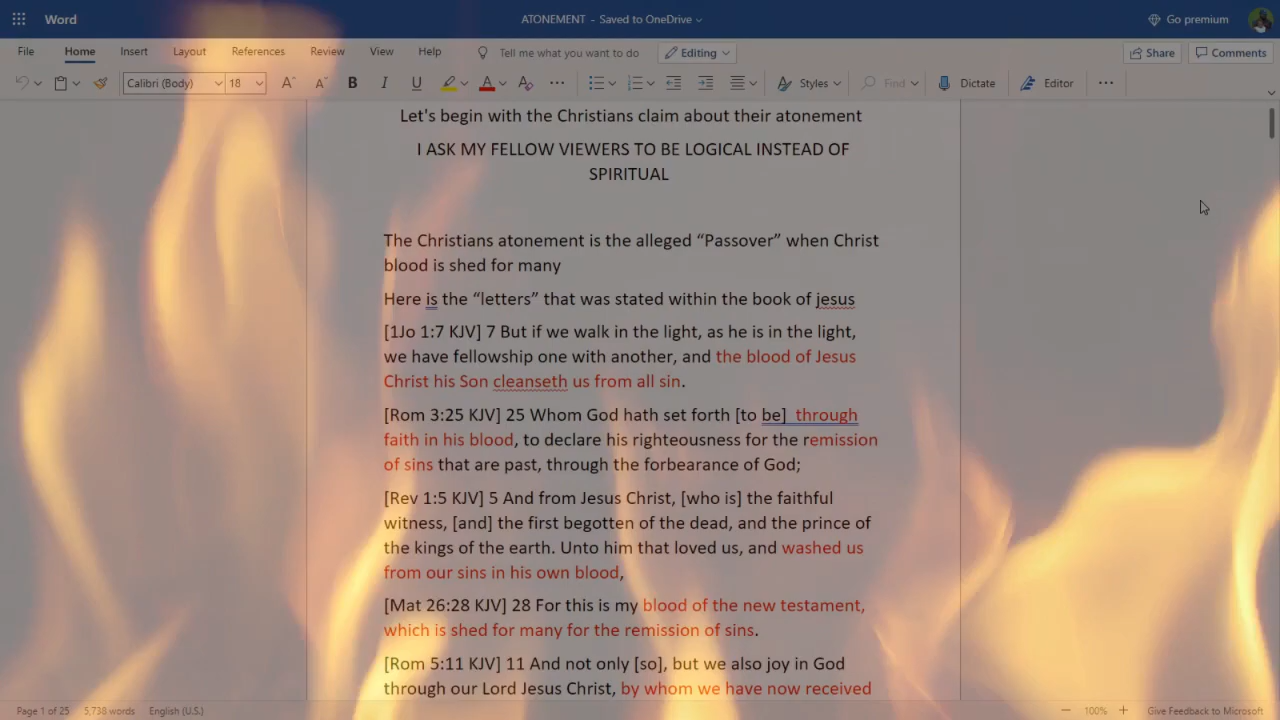 Word
ATONEMENT - Saved to OneDrive
Go premium
File Home Insert Layout References Review View Help Tell me what you want to do Editing Share Comments
Calibri (Body) 18 B I U A Styles Find Dictate Editor
Let's begin with the Christians claim about their atonement
I ASK MY FELLOW VIEWERS TO BE LOGICAL INSTEAD OF
SPIRITUAL
The Christians atonement is the alleged “Passover” when Christ
blood is shed for many
Here is the “letters” that was stated within the book of jesus
[1Jo 1:7 KJV] 7 But if we walk in the light, as he is in the light,
we have fellowship one with another, and the blood of Jesus
Christ his Son cleanseth us from all sin.
[Rom 3:25 KJV] 25 Whom God hath set forth [to be] through
faith in his blood, to declare his righteousness for the remission
of sins that are past, through the forbearance of God;
[Rev 1:5 KJV] 5 And from Jesus Christ, [who is] the faithful
witness, [and] the first begotten of the dead, and the prince of
the kings of the earth. Unto him that loved us, and washed us
from our sins in his own blood,
[Mat 26:28 KJV] 28 For this is my blood of the new testament,
which is shed for many for the remission of sins.
[Rom 5:11 KJV] 11 And not only [so], but we also joy in God
through our Lord Jesus Christ, by whom we have now received
Page 1 of 25 5,738 words English (U.S.) 100% Give Feedback to Microsoft